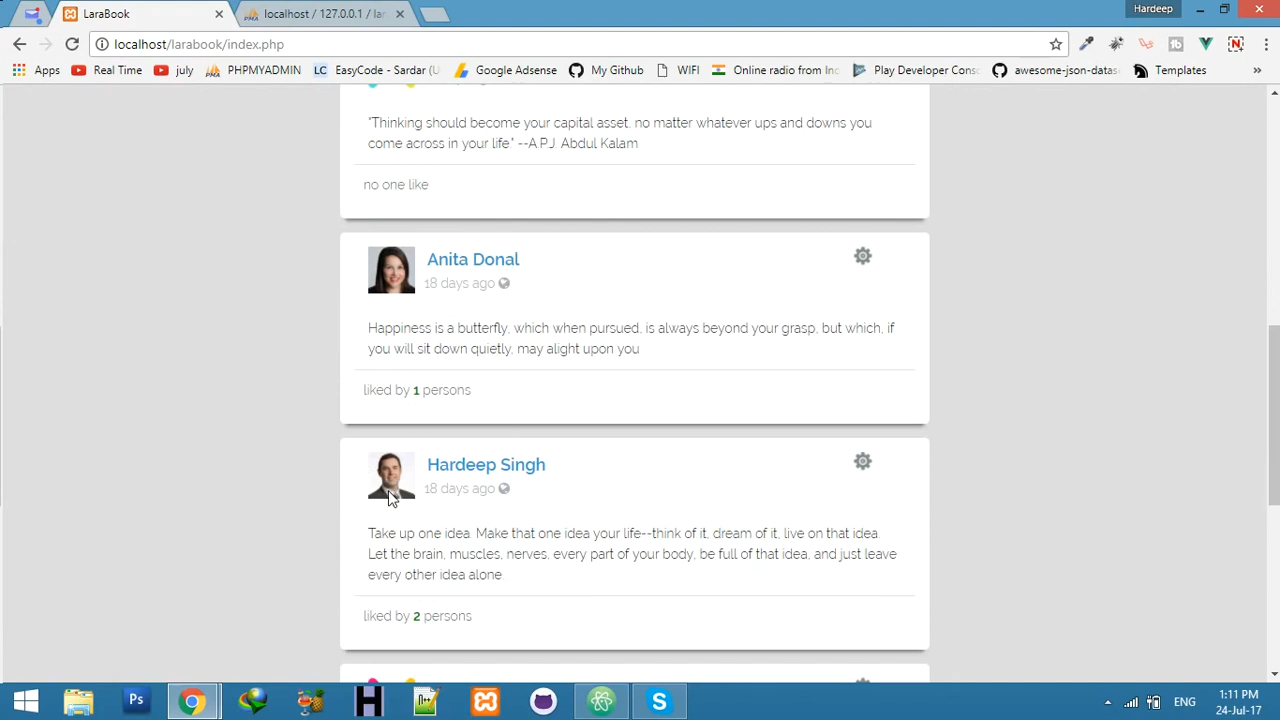 Hardeep
LaraBook
localhost / 127.0.0.1 / lar
localhost/larabook/index.php
Apps
Real Time
july
PHPMYADMIN
LC EasyCode - Sardar (U
Google Adsense
My Github
WIFI
Online radio from Ind
Play Developer Conso
awesome-json-datas
Templates
»
"Thinking should become your capital asset, no matter whatever ups and downs you
come across in your life." --A.P.J. Abdul Kalam
no one like
Anita Donal
18 days ago
Happiness is a butterfly, which when pursued, is always beyond your grasp, but which, if
you will sit down quietly, may alight upon you
liked by 1 persons
Hardeep Singh
18 days ago
Take up one idea. Make that one idea your life--think of it, dream of it, live on that idea.
Let the brain, muscles, nerves, every part of your body, be full of that idea, and just leave
every other idea alone.
liked by 2 persons
Ps
ENG
1:11 PM
24-Jul-17